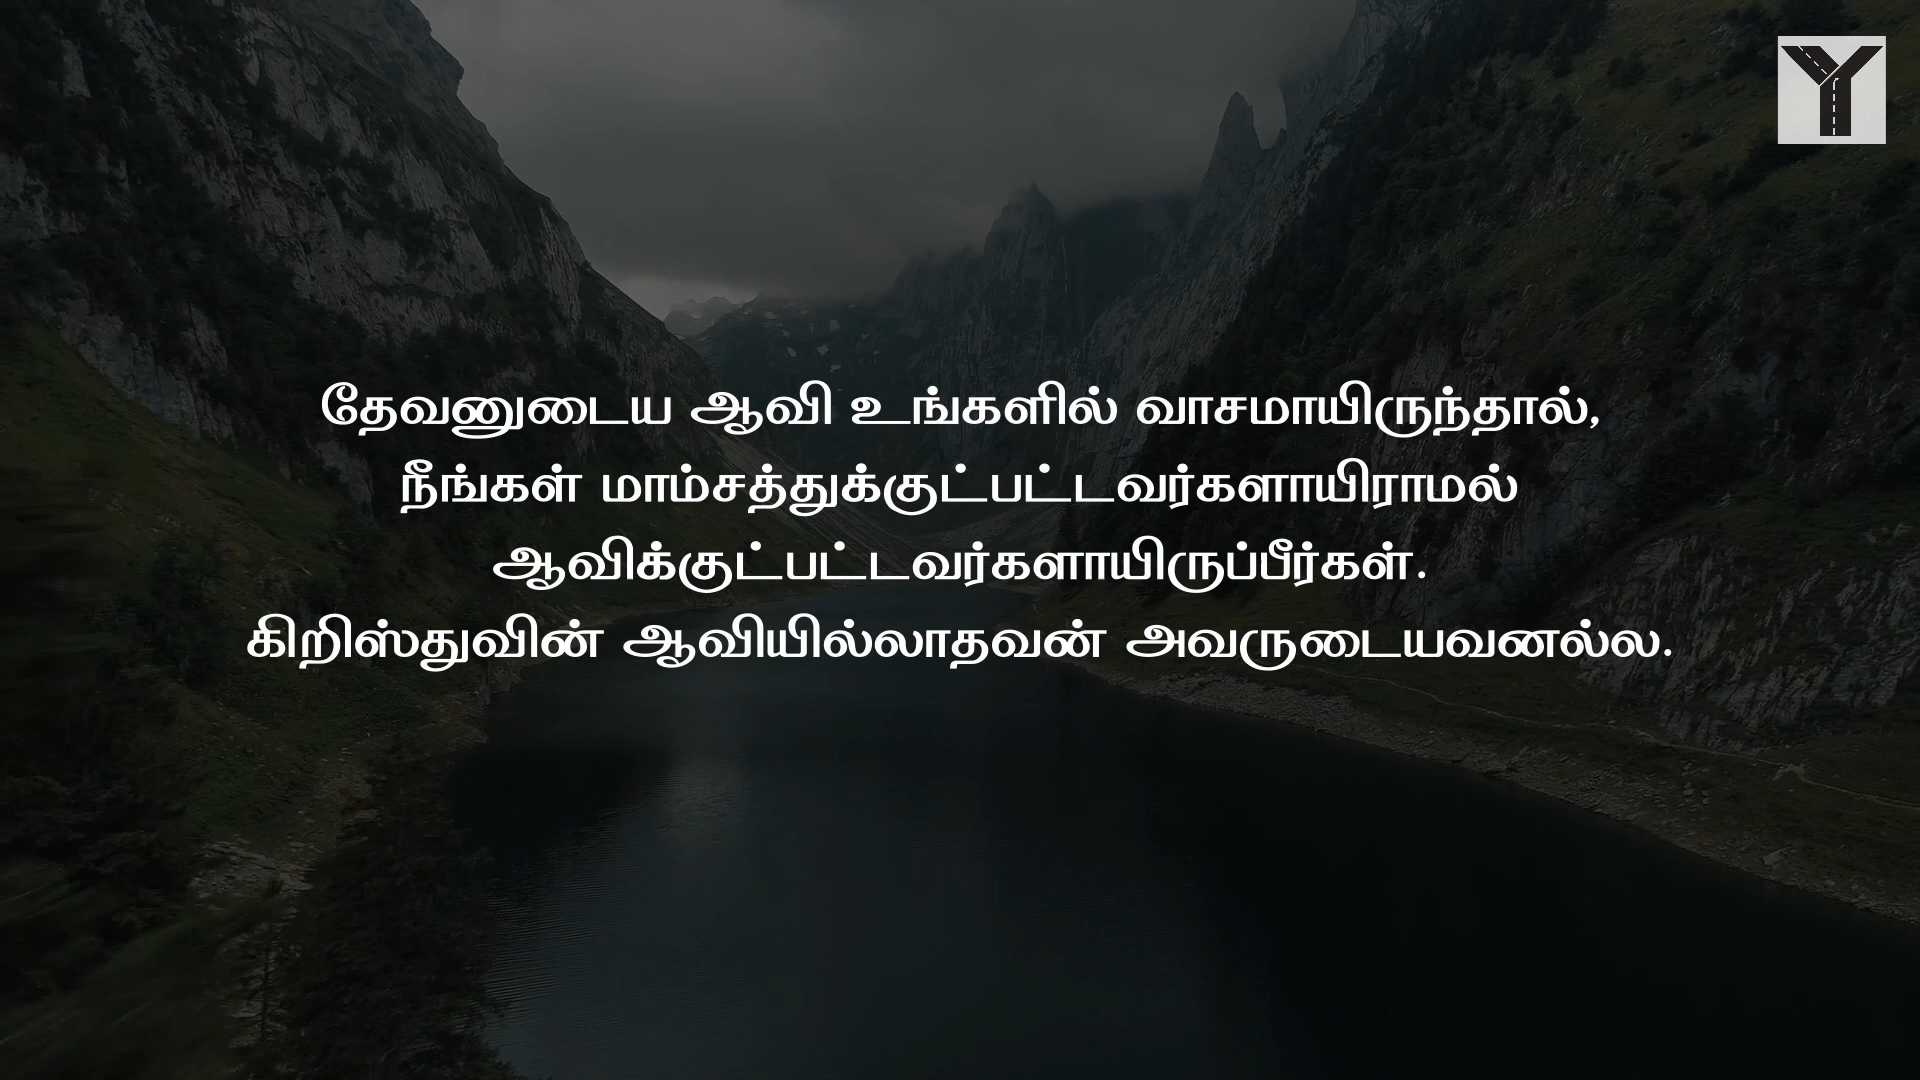 தேவனுடைய ஆவி உங்களில் வாசமாயிருந்தால்,
நீங்கள் மாம்சத்துக்குட்பட்டவர்களாயிராமல்
ஆவிக்குட்பட்டவர்களாயிருப்பீர்கள்.
கிறிஸ்துவின் ஆவியில்லாதவன் அவருடையவனல்ல.